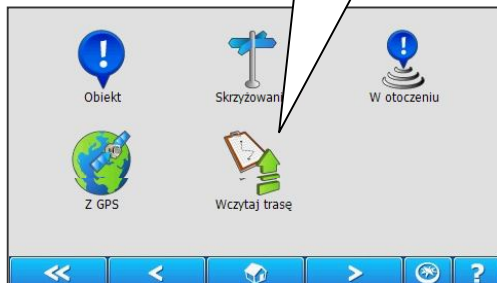 Obiekt
Skrzyżowani
W otoczeniu
Z GPS
Wczytaj trasę
?